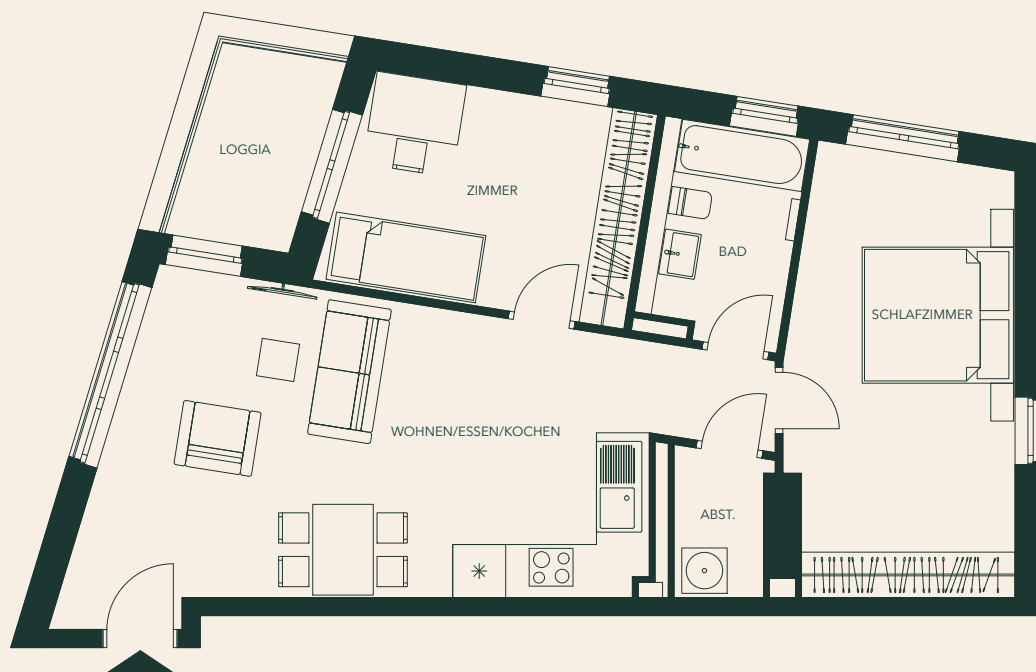 LOGGIA
ZIMMER
BAD
SCHLAFZIMMER
WOHNEN/ESSEN/KOCHEN
ABST.